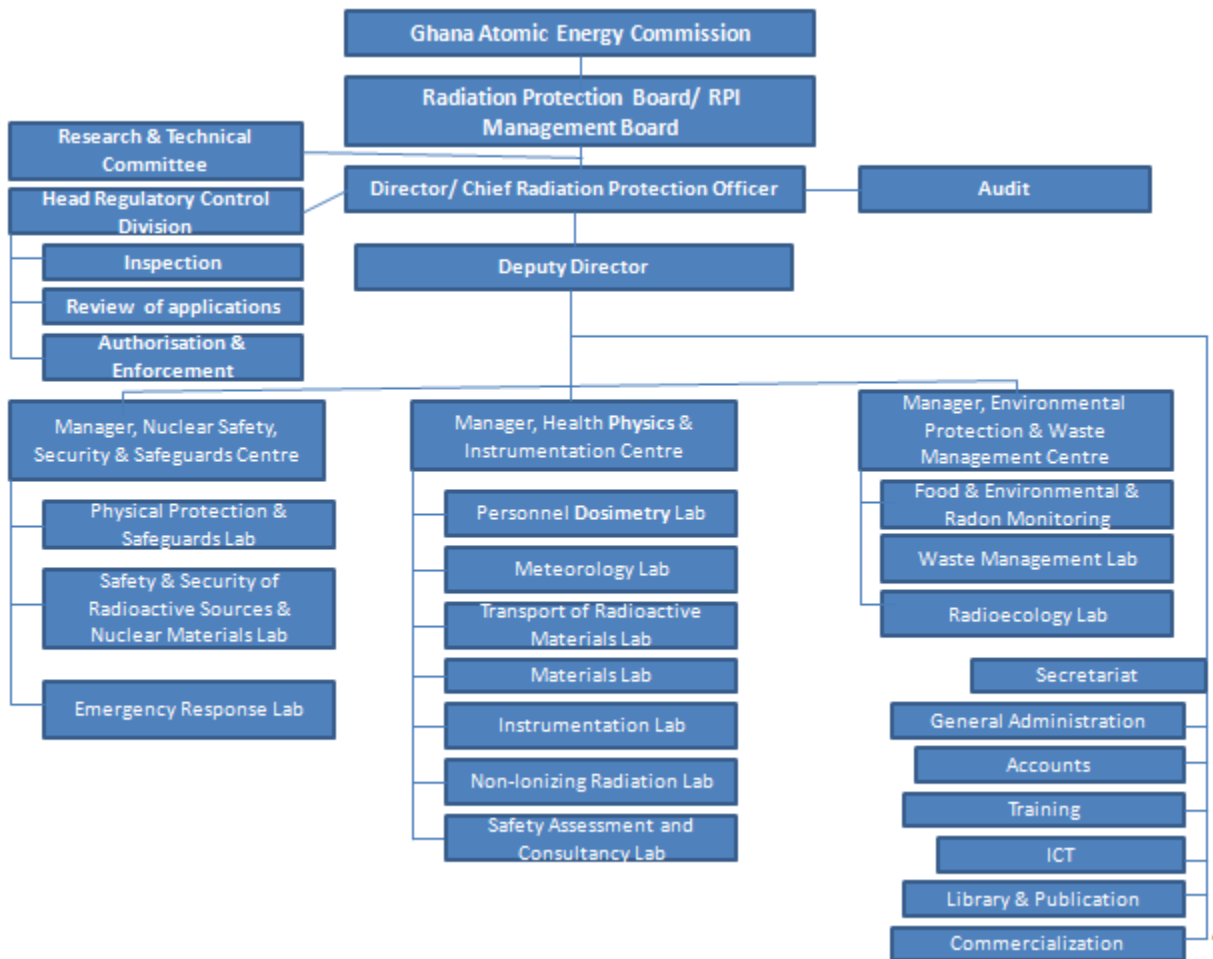 Ghana Atomic Energy Commission
Radiation Protection Board/ RPI
Management Board
Research & Technical
Committee
Director/ Chief Radiation Protection Officer
Audit
Head Regulatory Control
Division
Inspection
Review of applications
Authorisation &
Enforcement
Deputy Director
Manager, Nuclear Safety,
Security & Safeguards Centre
Physical Protection &
Safeguards Lab
Safety & Security of
Radioactive Sources &
Nuclear Materials Lab
Emergency Response Lab
Manager, Health Physics &
Instrumentation Centre
Personnel Dosimetry Lab
Meteorology Lab
Transport of Radioactive
Materials Lab
Materials Lab
Instrumentation Lab
Non-Ionizing Radiation Lab
Safety Assessment and
Consultancy Lab
Manager, Environmental
Protection & Waste
Management Centre
Food & Environmental &
Radon Monitoring
Waste Management Lab
Radioecology Lab
Secretariat
General Administration
Accounts
Training
ICT
Library & Publication
Commercialization